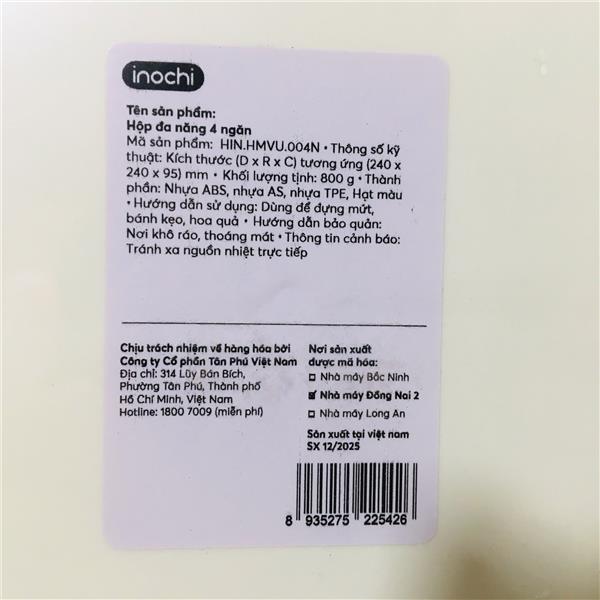 inochi
Tên sản phẩm:
Hộp đa năng 4 ngăn
Mã sản phẩm: HIN.HMVU.004N • Thông số kỹ
thuật: Kích thước (D x R x C) tương ứng (240 x
240 x 95) mm • Khối lượng tịnh: 800 g • Thành
phần: Nhựa ABS, nhựa AS, nhựa TPE, Hạt màu
• Hướng dẫn sử dụng: Dùng để đựng mứt,
bánh kẹo, hoa quả • Hướng dẫn bảo quản:
Nơi khô ráo, thoáng mát • Thông tin cảnh báo:
Tránh xa nguồn nhiệt trực tiếp
Chịu trách nhiệm về hàng hóa bởi
Công ty Cổ phần Tân Phú Việt Nam
Địa chỉ: 314 Lũy Bán Bích,
Phường Tân Phú, Thành phố
Hồ Chí Minh, Việt Nam
Hotline: 1800 7009 (miễn phí)
Nơi sản xuất
được mã hóa:
☐ Nhà máy Bắc Ninh
☑ Nhà máy Đồng Nai 2
☐ Nhà máy Long An
Sản xuất tại việt nam
SX 12/2025
8 935275 225426